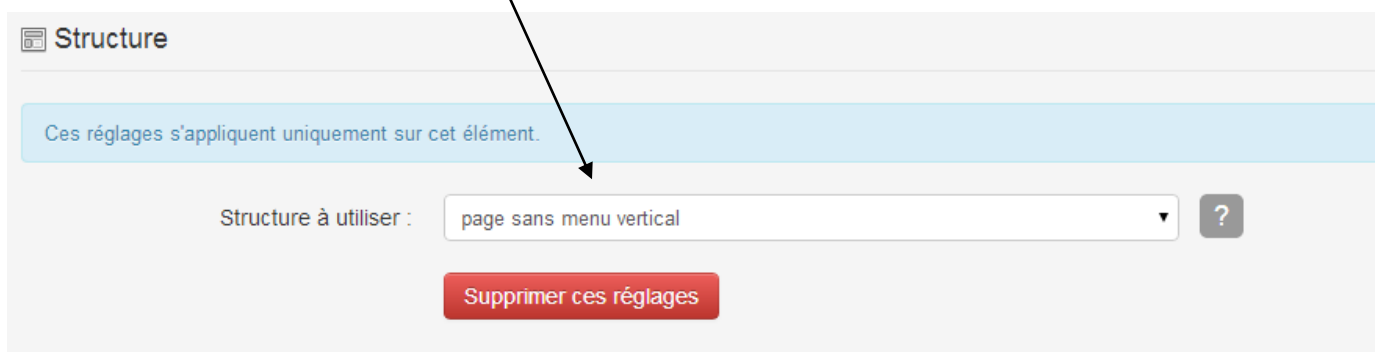 Structure
Ces réglages s'appliquent uniquement sur cet élément.
Structure à utiliser :
page sans menu vertical
?
Supprimer ces réglages